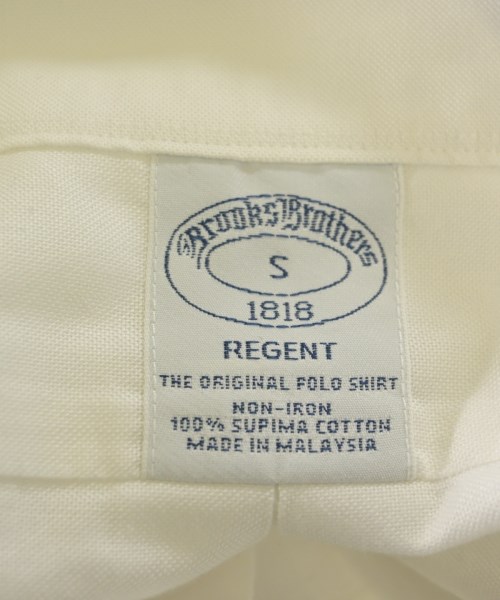 Brooks Brothers
S
1818
REGENT
THE ORIGINAL POLO SHIRT
NON-IRON
100% SUPIMA COTTON
MADE IN MALAYSIA